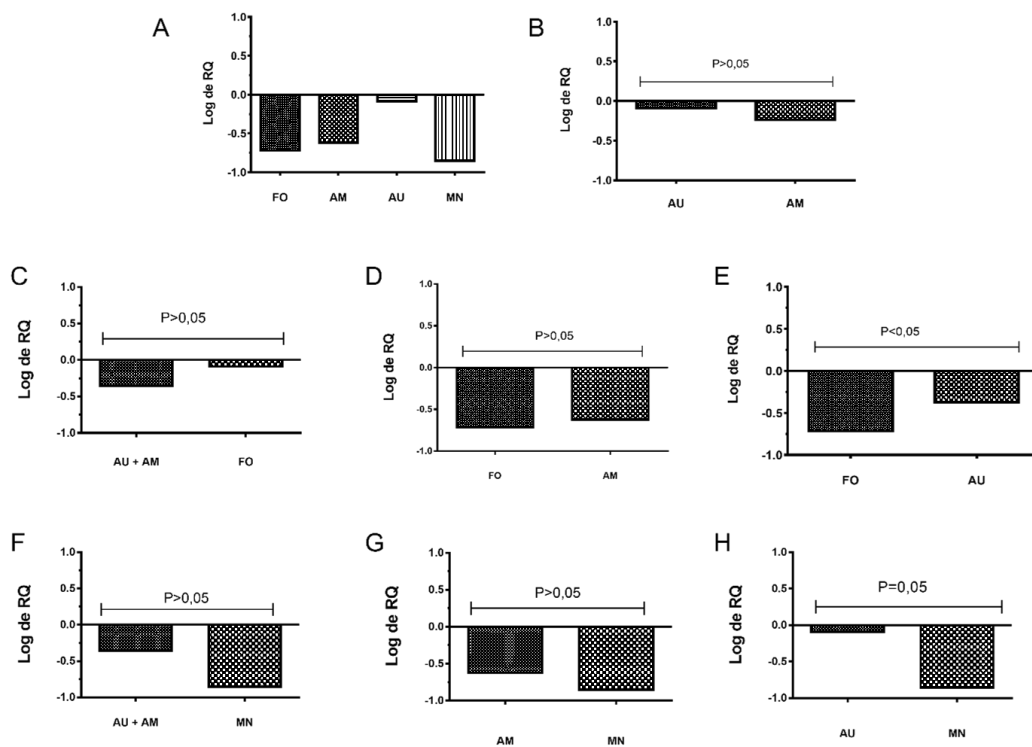 A
Log de RQ
1.0
0.5
0.0
-0.5
-1.0
FO AM AU MN
B
P>0,05
Log de RQ
1.0
0.5
0.0
-0.5
-1.0
AU AM
C
P>0,05
Log de RQ
1.0
0.5
0.0
-0.5
-1.0
AU + AM FO
D
P>0,05
Log de RQ
1.0
0.5
0.0
-0.5
-1.0
FO AM
E
P<0,05
Log de RQ
1.0
0.5
0.0
-0.5
-1.0
FO AU
F
P>0,05
Log de RQ
1.0
0.5
0.0
-0.5
-1.0
AU + AM MN
G
P>0,05
Log de RQ
1.0
0.5
0.0
-0.5
-1.0
AM MN
H
P=0,05
Log de RQ
1.0
0.5
0.0
-0.5
-1.0
AU MN